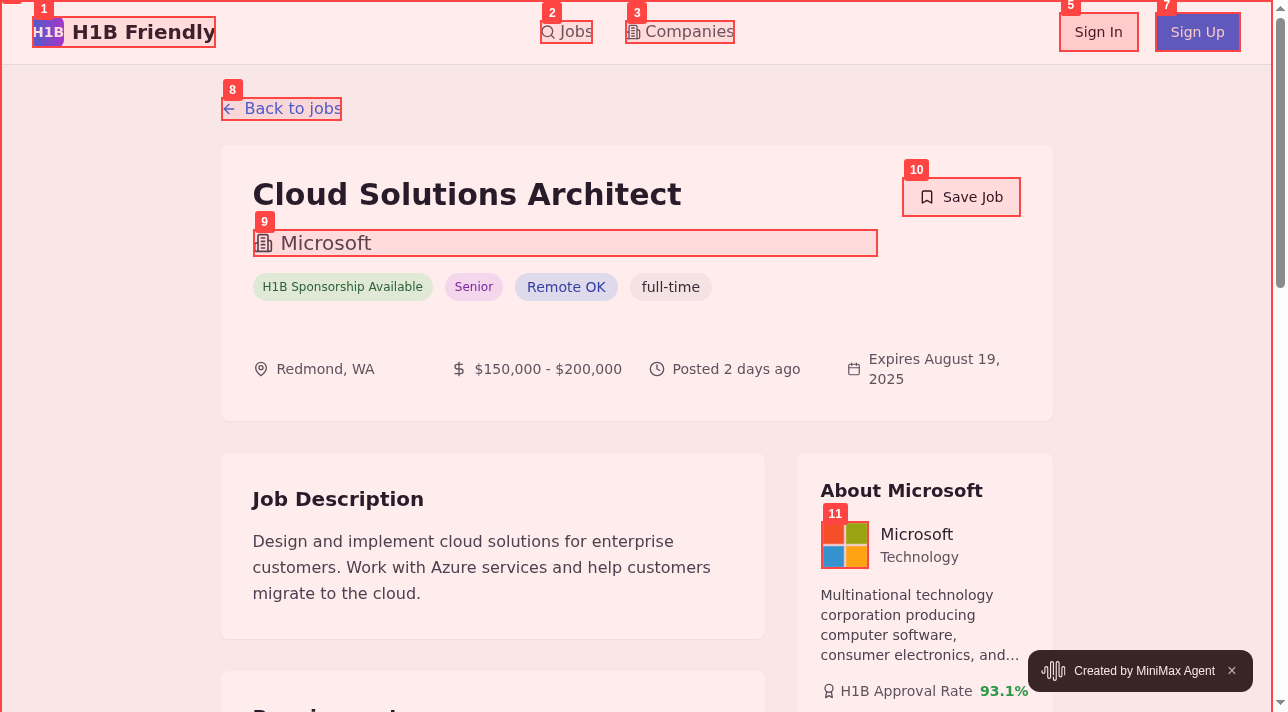 1
2
3
5
7
H1B H1B Friendly
Jobs
Companies
Sign In
Sign Up
8
Back to jobs
Cloud Solutions Architect
10
Save Job
9
Microsoft
H1B Sponsorship Available
Senior
Remote OK
full-time
Redmond, WA
$150,000 - $200,000
Posted 2 days ago
Expires August 19,
2025
Job Description
Design and implement cloud solutions for enterprise
customers. Work with Azure services and help customers
migrate to the cloud.
About Microsoft
11
Microsoft
Technology
Multinational technology
corporation producing
computer software,
consumer electronics, and...
H1B Approval Rate 93.1%
Created by MiniMax Agent ×